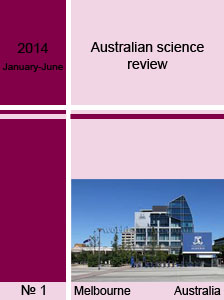 2014
January-June
Australian science
review
№ 1
Melbourne
Australia